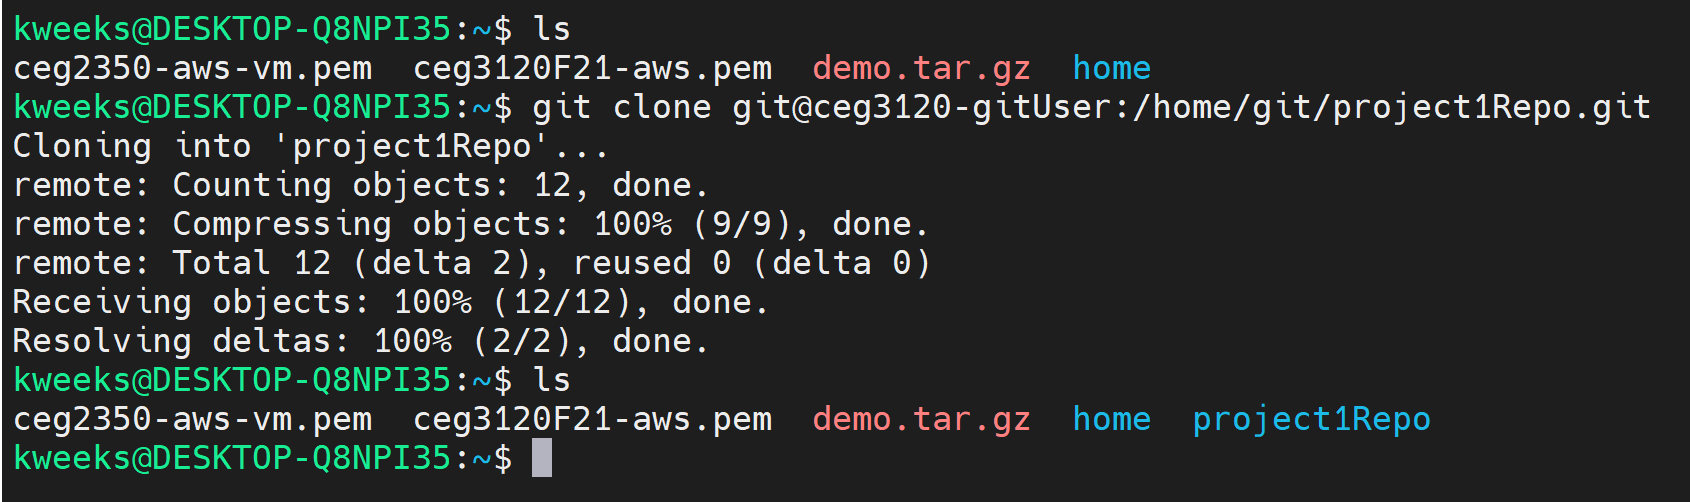 kweeks@DESKTOP-Q8NPI35:~$ ls
ceg2350-aws-vm.pem  ceg3120F21-aws.pem  demo.tar.gz  home
kweeks@DESKTOP-Q8NPI35:~$ git clone git@ceg3120-gitUser:/home/git/project1Repo.git
Cloning into 'project1Repo'...
remote: Counting objects: 12, done.
remote: Compressing objects: 100% (9/9), done.
remote: Total 12 (delta 2), reused 0 (delta 0)
Receiving objects: 100% (12/12), done.
Resolving deltas: 100% (2/2), done.
kweeks@DESKTOP-Q8NPI35:~$ ls
ceg2350-aws-vm.pem  ceg3120F21-aws.pem  demo.tar.gz  home  project1Repo
kweeks@DESKTOP-Q8NPI35:~$